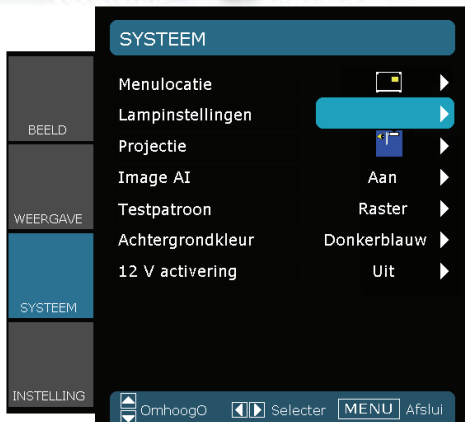 SYSTEEM
BEELD
WEERGAVE
SYSTEEM
INSTELLING
Menulocatie
Lampinstellingen
Projectie
Image AI Aan
Testpatroon Raster
Achtergrondkleur Donkerblauw
12 V activering Uit
OmhoogO Selecter MENU Afslui